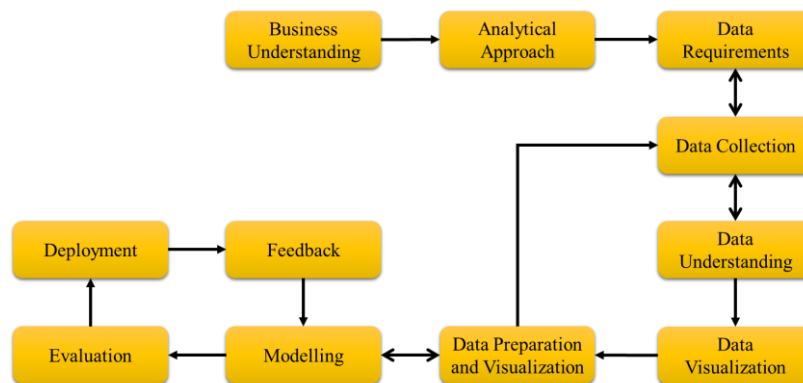 Business
Understanding
Analytical
Approach
Data
Requirements
Data Collection
Data
Understanding
Deployment
Feedback
Evaluation
Modelling
Data Preparation
and Visualization
Data
Visualization